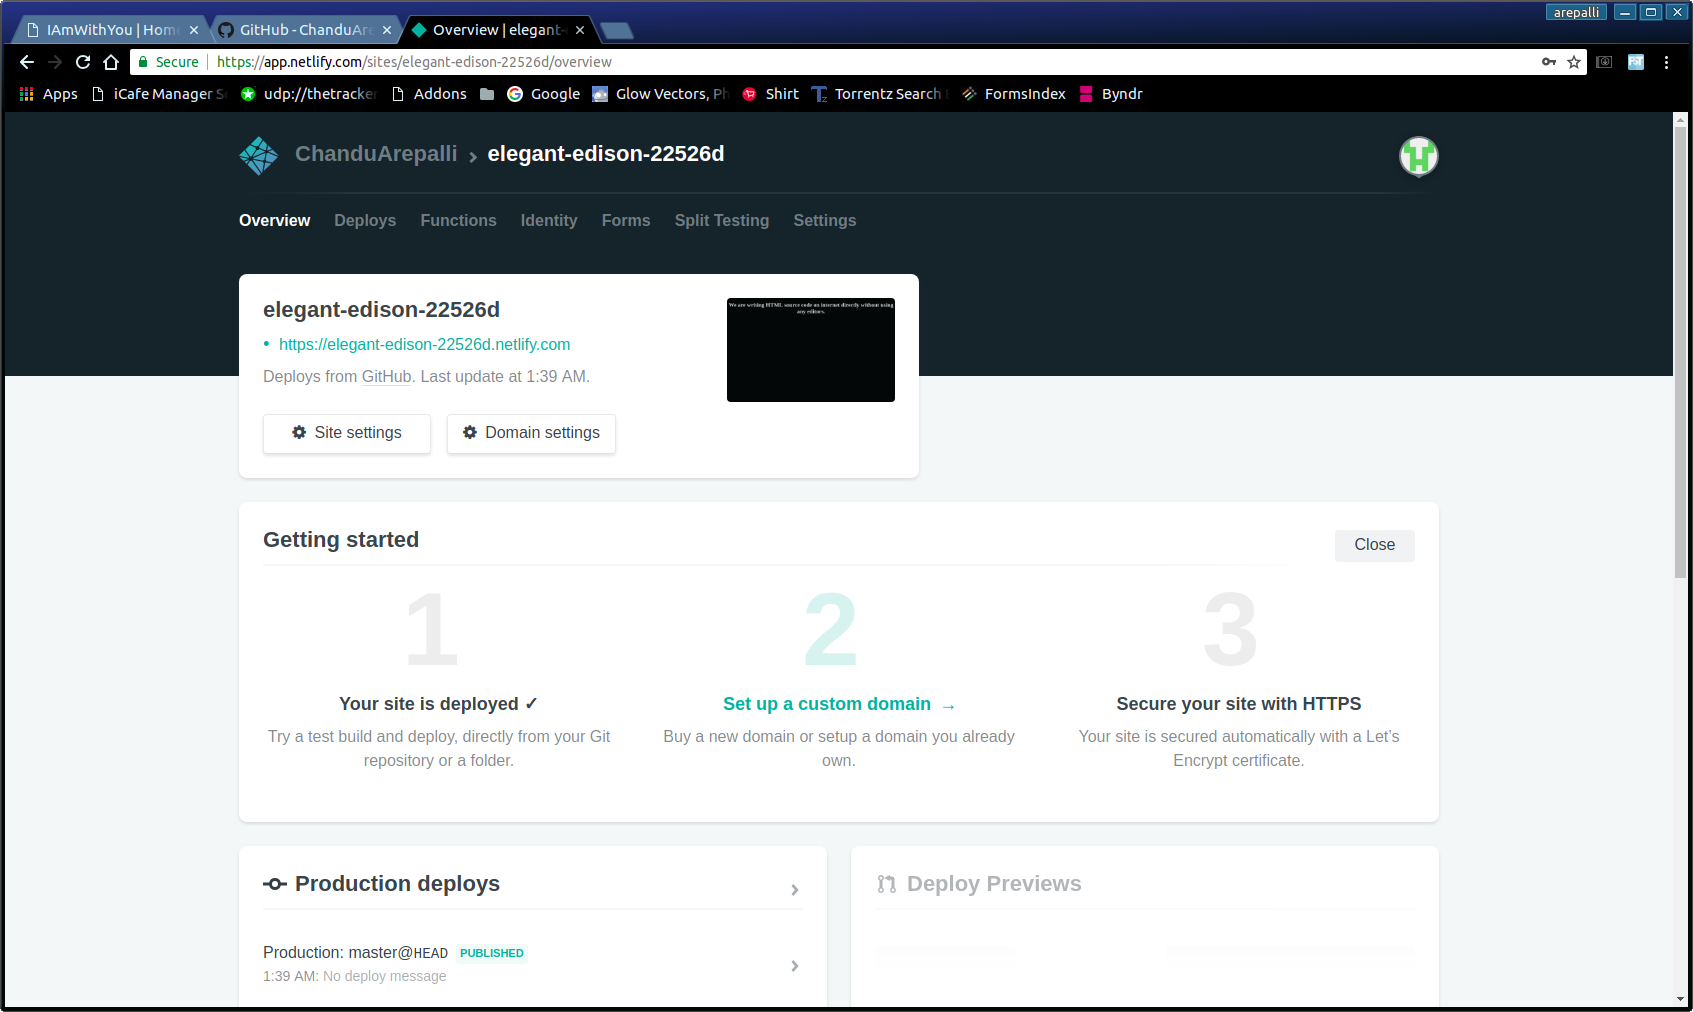 arepalli
IAmWithYou | Hom
GitHub - ChanduAre
Overview | elegant-
Secure
https://app.netlify.com/sites/elegant-edison-22526d/overview
Apps
iCafe Manager S
udp://thetracker
Addons
Google
Glow Vectors, Ph
Shirt
Torrentz Search
FormsIndex
Byndr
ChanduArepalli › elegant-edison-22526d
Overview
Deploys
Functions
Identity
Forms
Split Testing
Settings
elegant-edison-22526d
• https://elegant-edison-22526d.netlify.com
Deploys from GitHub. Last update at 1:39 AM.
Site settings
Domain settings
We are writing HTML source code on internet directly without using
any editors.
Getting started
Close
1
Your site is deployed ✓
Try a test build and deploy, directly from your Git
repository or a folder.
2
Set up a custom domain →
Buy a new domain or setup a domain you already
own.
3
Secure your site with HTTPS
Your site is secured automatically with a Let's
Encrypt certificate.
Production deploys
Production: master@HEAD PUBLISHED
1:39 AM: No deploy message
Deploy Previews